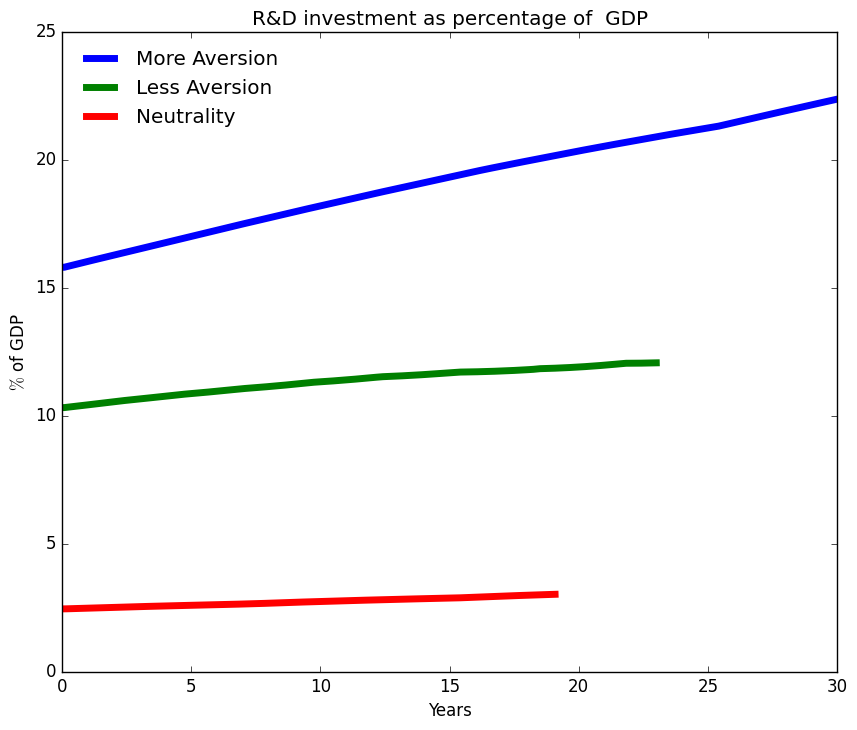 R&D investment as percentage of  GDP
25
More Aversion
Less Aversion
Neutrality
20
15
% of GDP
10
5
0
0 5 10 15 20 25 30
Years